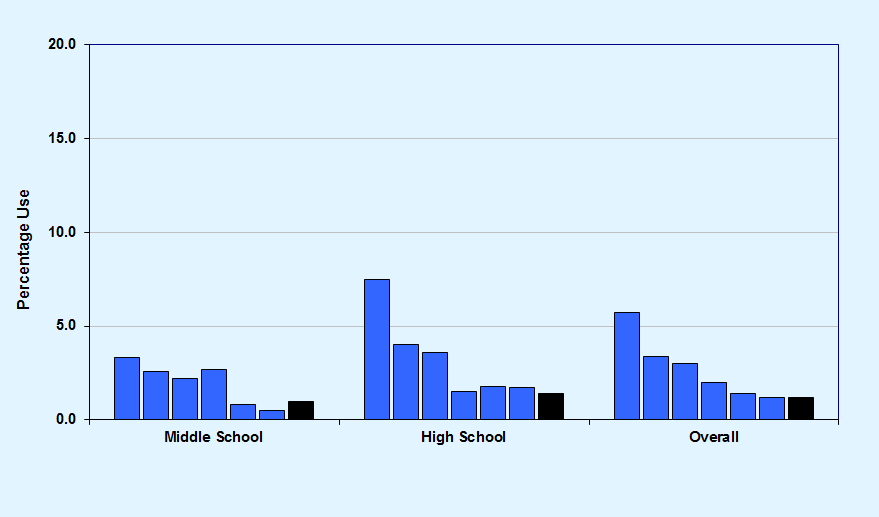 20.0
15.0
10.0
5.0
0.0
Percentage Use
Middle School
High School
Overall